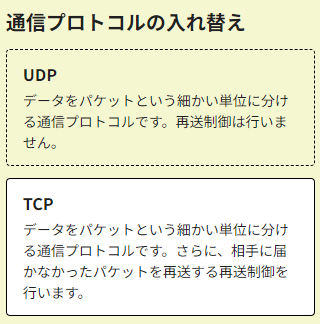 通信プロトコルの入れ替え
UDP
データをパケットという細かい単位に分け
る通信プロトコルです。再送制御は行いま
せん。
TCP
データをパケットという細かい単位に分け
る通信プロトコルです。さらに、相手に届
かなかったパケットを再送する再送制御を
行います。